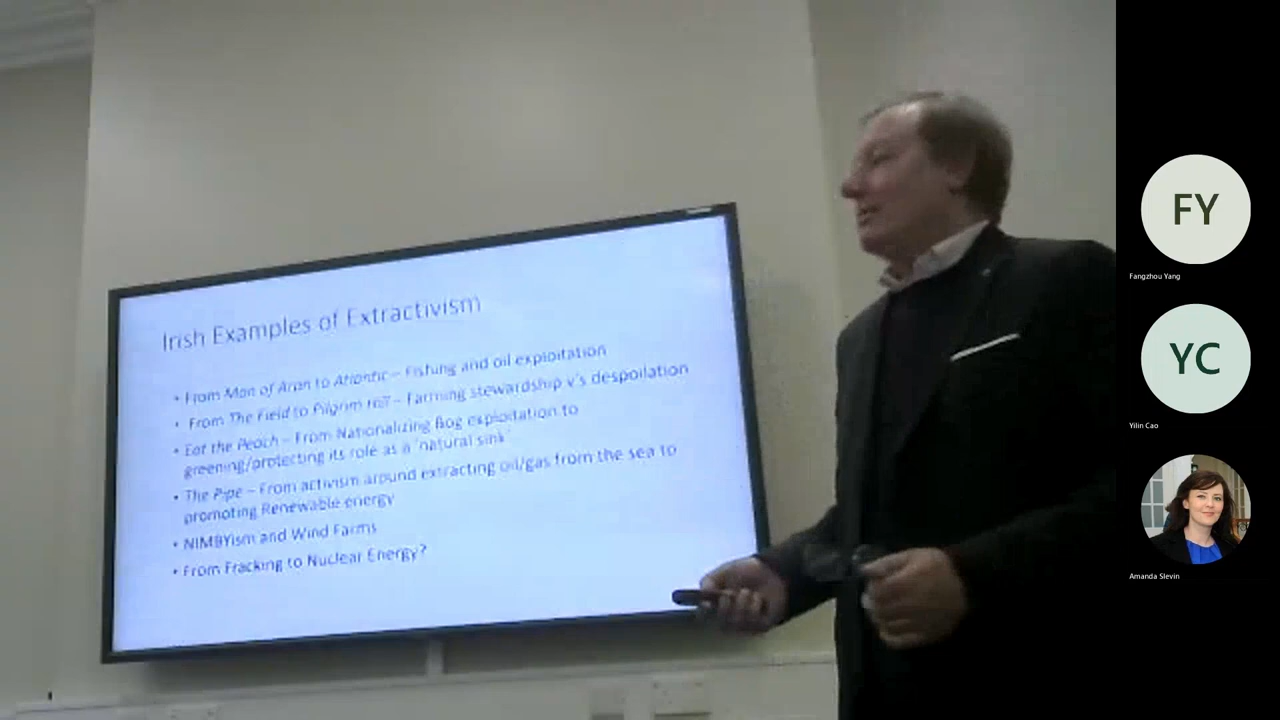 Irish Examples of Extractivism
• From Man of Aran to Atlantic – Fishing and oil exploitation
• From The Field to Pilgrim Hill – Farming stewardship v's despoilation
• Eat the Peach – From Nationalizing Bog exploitation to
greening/protecting its role as a 'natural sink'
• The Pipe – From activism around extracting oil/gas from the sea to
promoting Renewable energy
• NIMBYism and Wind Farms
• From Fracking to Nuclear Energy?
FY
Fangzhou Yang
YC
Yilin Cao
Amanda Slevin